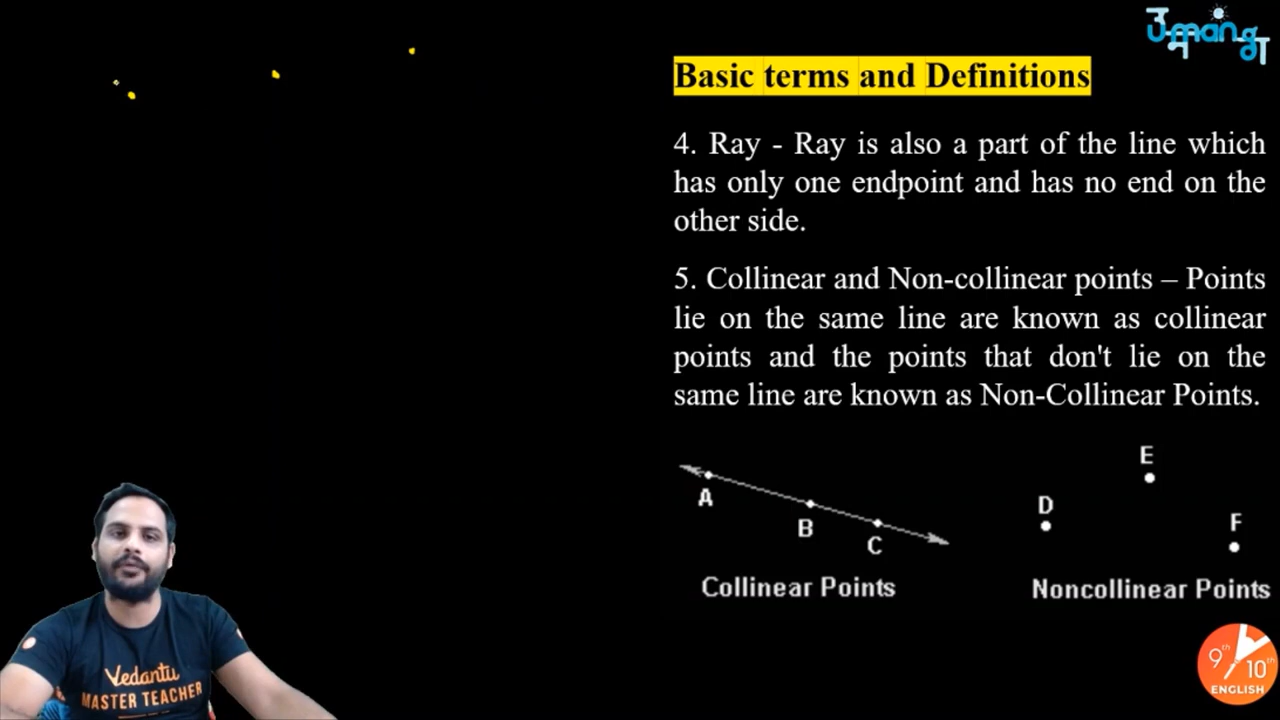 उमंग
Umang
Basic terms and Definitions
4. Ray - Ray is also a part of the line which
has only one endpoint and has no end on the
other side.
5. Collinear and Non-collinear points – Points
lie on the same line are known as collinear
points and the points that don't lie on the
same line are known as Non-Collinear Points.
A
B
C
Collinear Points
E
D
F
Noncollinear Points
Vedantu
MASTER TEACHER
9th
10th
ENGLISH